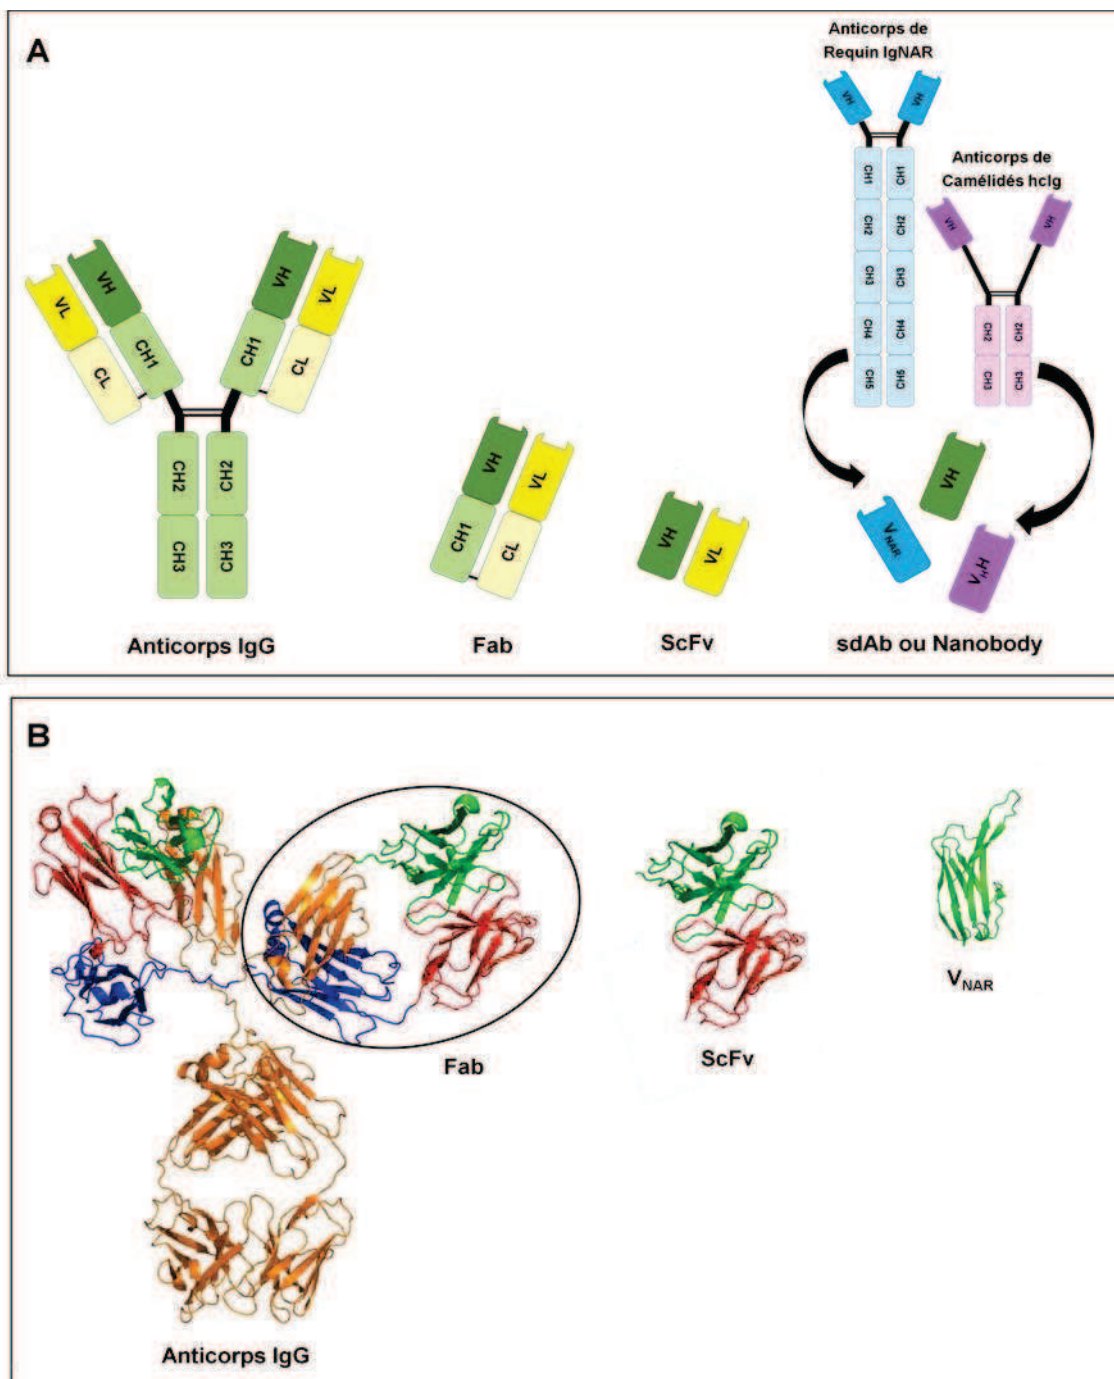 A
Anticorps de
Requin IgNAR
VH
VH
CH1
CH1
CH2
CH2
CH3
CH3
CH4
CH4
CH5
CH5
Anticorps de
Camélidés hcIg
VH
VH
CH2
CH2
CH3
CH3
VL
VH
VH
VL
CL
CH1
CH1
CL
CH2
CH2
CH3
CH3
VH
VL
CH1
CL
VH
VL
VH
VNAR
VHH
Anticorps IgG
Fab
ScFv
sdAb ou Nanobody
B
VNAR
Fab
ScFv
Anticorps IgG